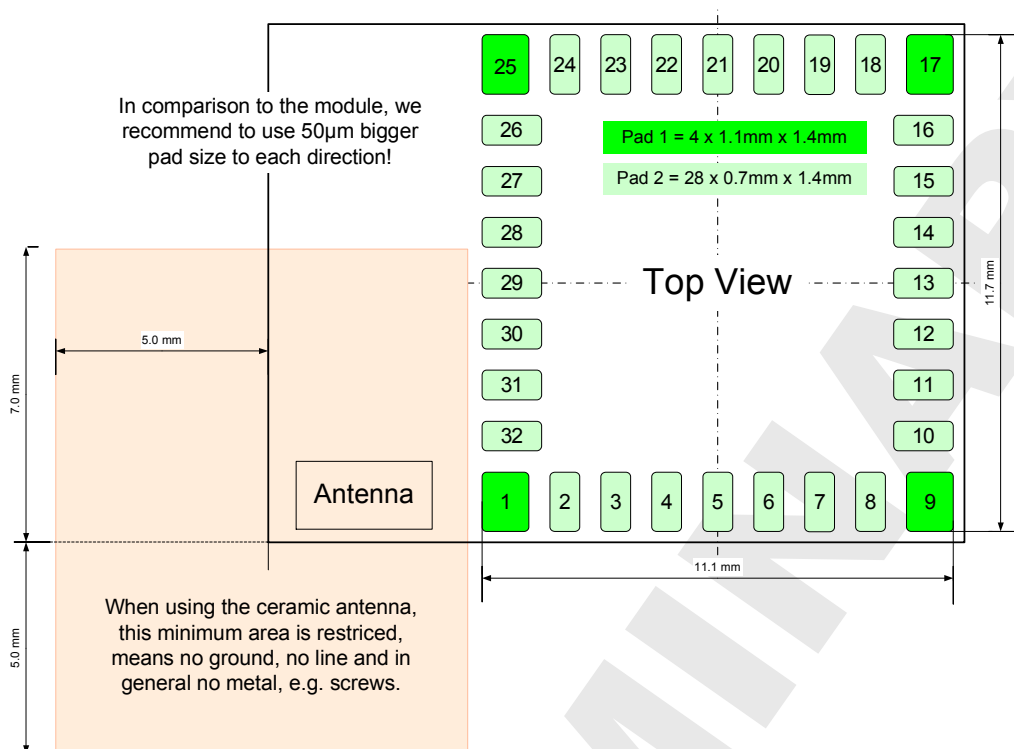 25 24 23 22 21 20 19 18 17
In comparison to the module, we
recommend to use 50µm bigger
pad size to each direction!
26
Pad 1 = 4 x 1.1mm x 1.4mm
16
27
Pad 2 = 28 x 0.7mm x 1.4mm
15
28
14
29
Top View
13
11.7 mm
30
12
5.0 mm
7.0 mm
31
11
32
10
Antenna
1 2 3 4 5 6 7 8 9
11.1 mm
When using the ceramic antenna,
this minimum area is restriced,
means no ground, no line and in
general no metal, e.g. screws.
5.0 mm